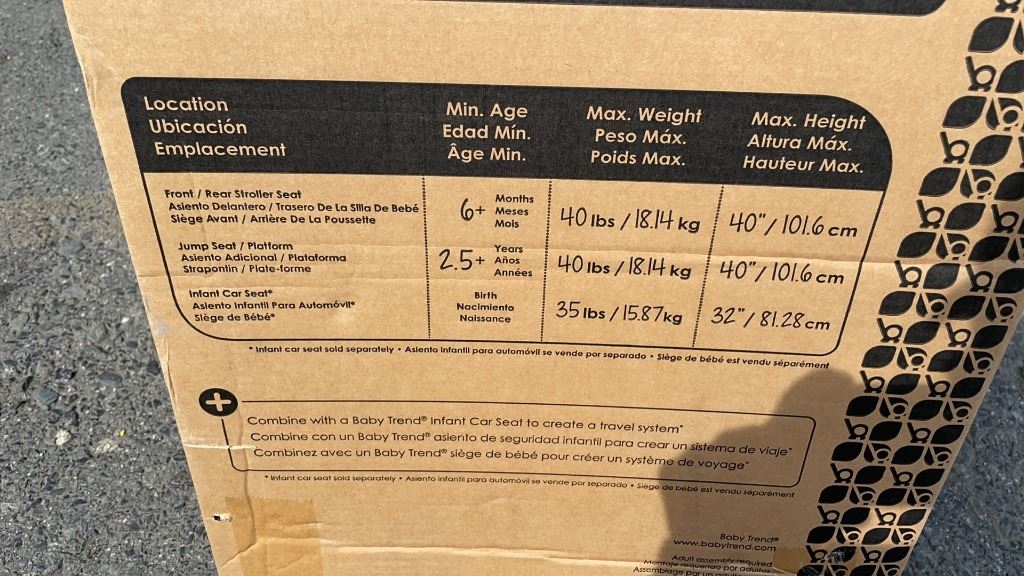 Location
Ubicación
Emplacement
Min. Age
Edad Mín.
Âge Min.
Max. Weight
Peso Máx.
Poids Max.
Max. Height
Altura Máx.
Hauteur Max.
Front / Rear Stroller Seat
Asiento Delantero / Trasero De La Silla De Bebé
Siège Avant / Arrière De La Poussette
6+
Months
Meses
Mois
40 lbs / 18.14 kg
40" / 101.6 cm
Jump Seat / Platform
Asiento Adicional / Plataforma
Strapontin / Plate-forme
2.5+
Years
Años
Années
40 lbs / 18.14 kg
40" / 101.6 cm
Infant Car Seat*
Asiento Infantil Para Automóvil*
Siège de Bébé*
Birth
Nacimiento
Naissance
35 lbs / 15.87 kg
32" / 81.28 cm
* Infant car seat sold separately • Asiento infantil para automóvil se vende por separado • Siège de bébé est vendu séparément
+
Combine with a Baby Trend® Infant Car Seat to create a travel system*
Combine con un Baby Trend® asiento de seguridad infantil para crear un sistema de viaje*
Combinez avec un Baby Trend® siège de bébé pour créer un système de voyage*
* Infant car seat sold separately • Asiento infantil para automóvil se vende por separado • Siège de bébé est vendu séparément
Baby Trend®
www.babytrend.com
Adult assembly required
Montaje requerido por adultos
Assemblage par un